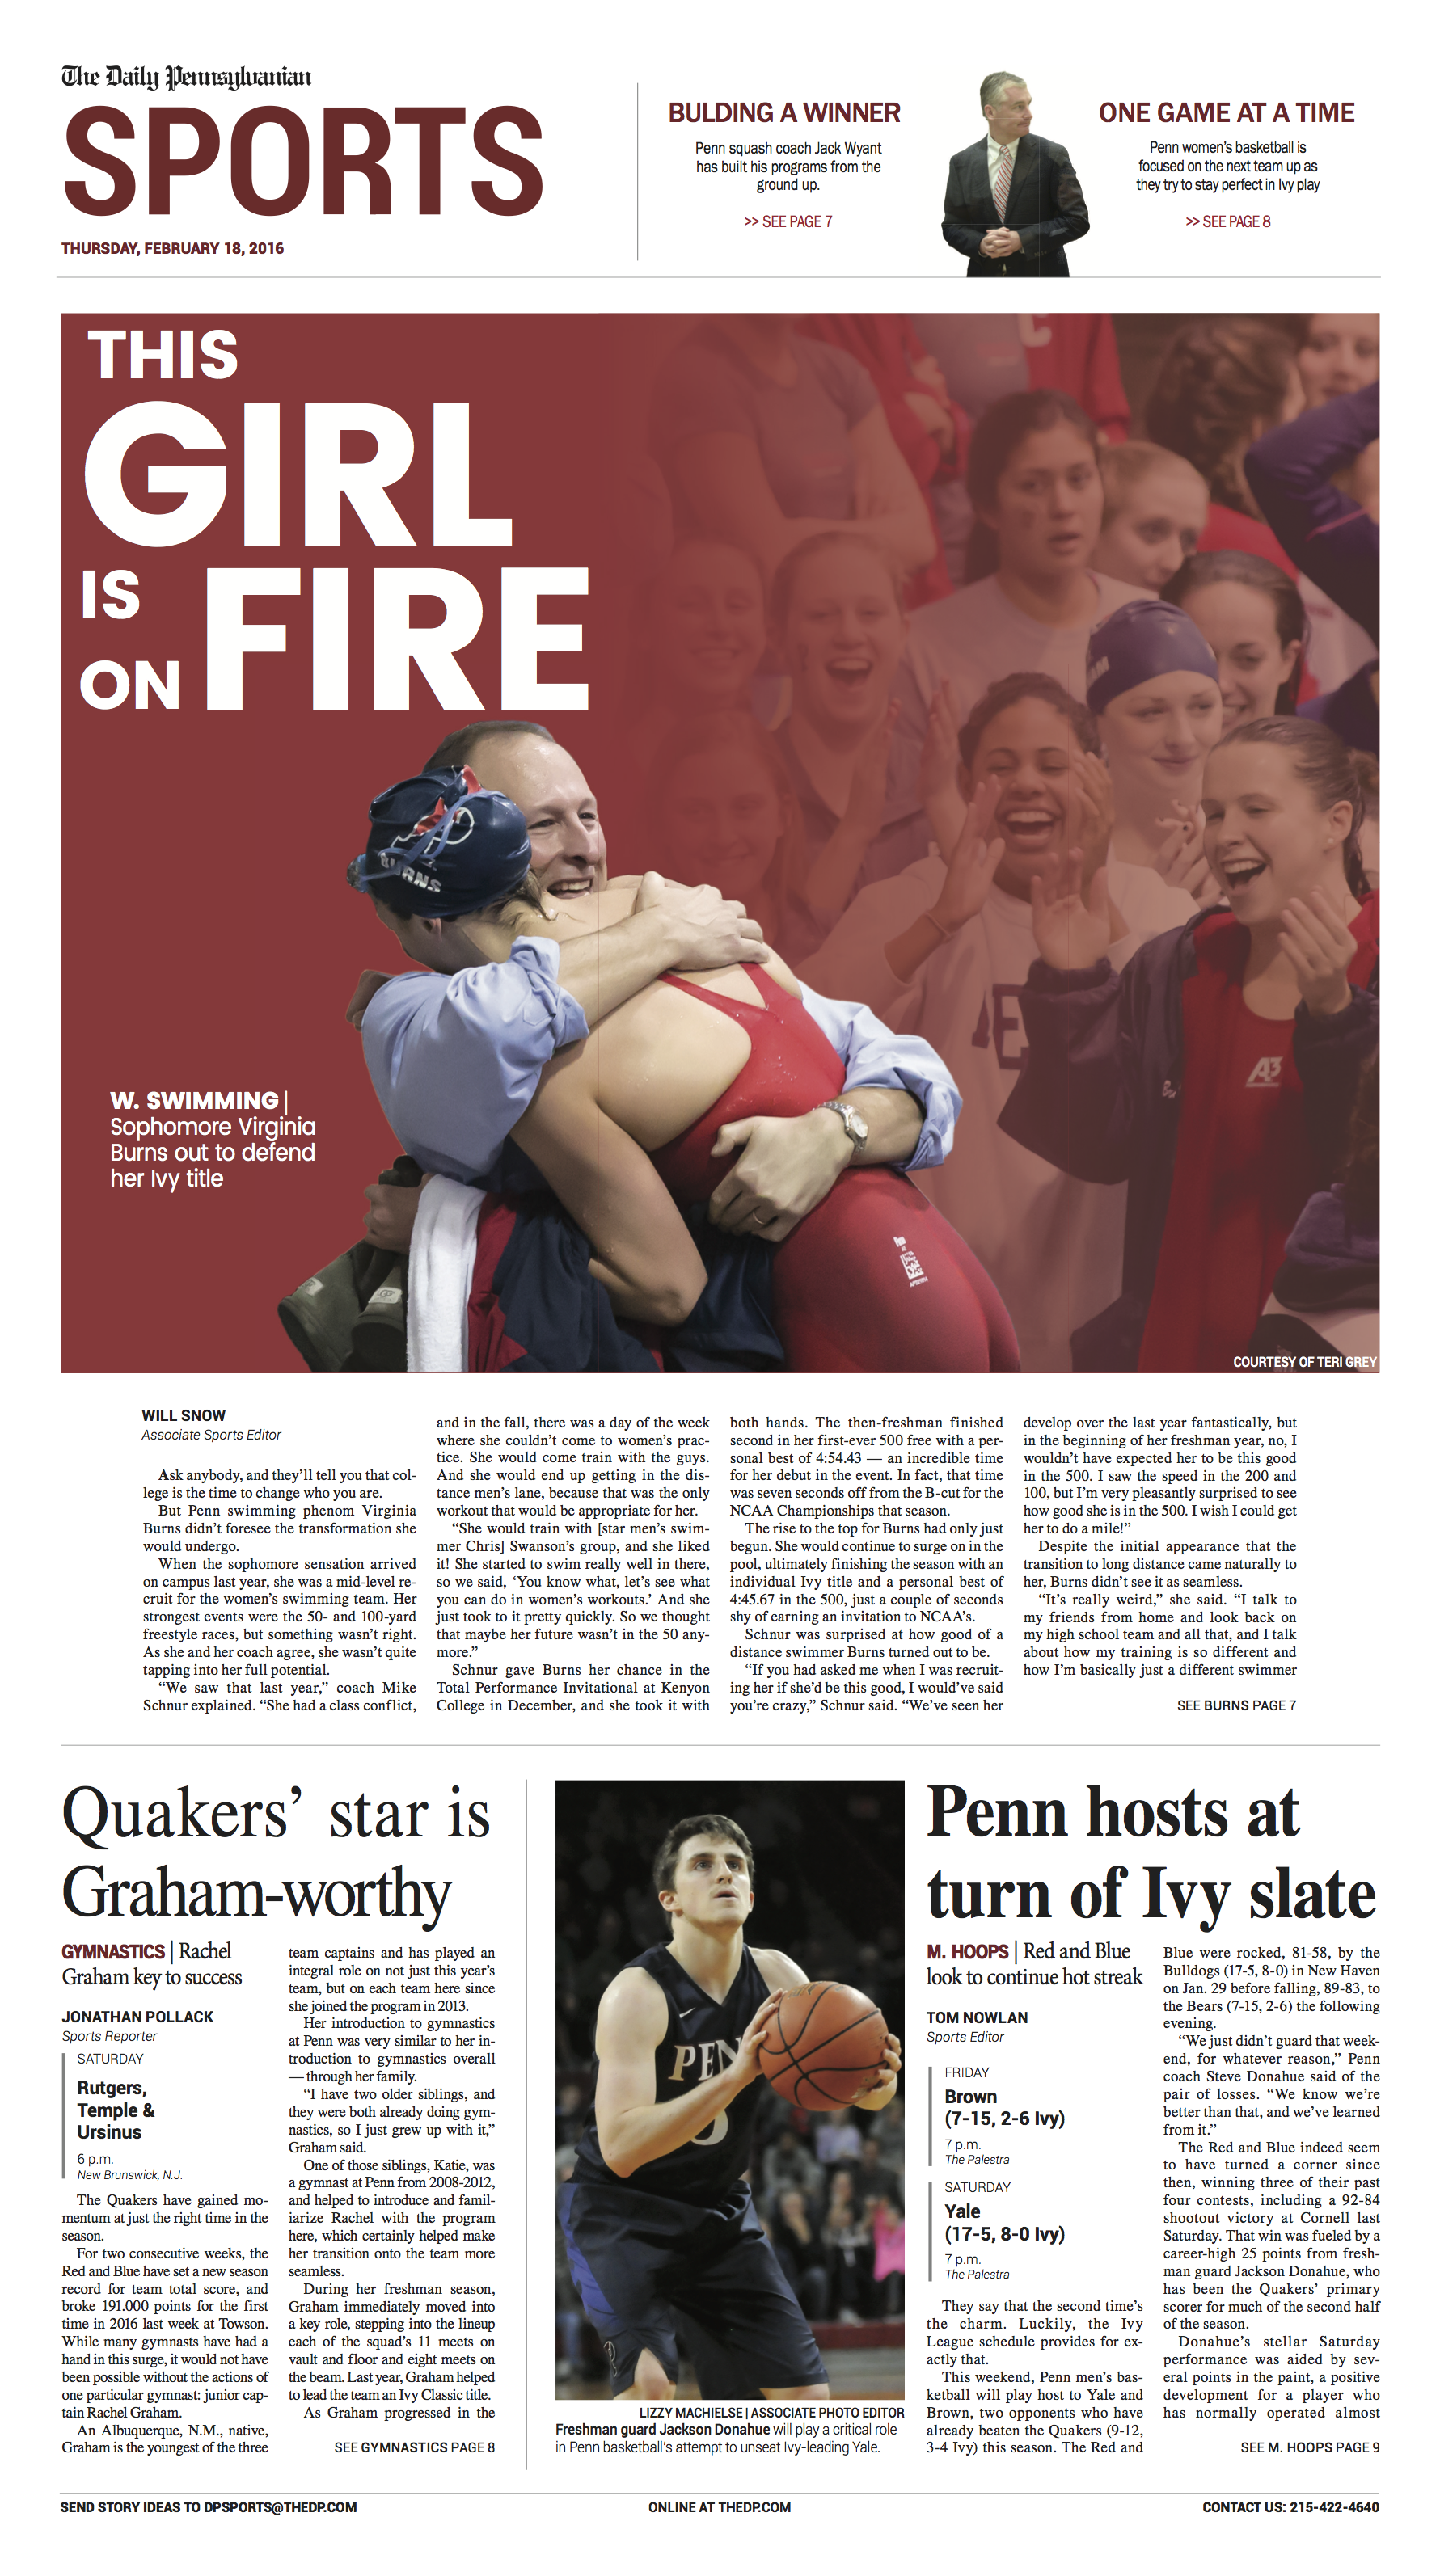 The Daily Pennsylvanian
SPORTS
THURSDAY, FEBRUARY 18, 2016
BULDING A WINNER
Penn squash coach Jack Wyant
has built his programs from the
ground up.
>> SEE PAGE 7
ONE GAME AT A TIME
Penn women's basketball is
focused on the next team up as
they try to stay perfect in Ivy play
>> SEE PAGE 8
THIS
GIRL
IS
ON FIRE
BURNS
W. SWIMMING |
Sophomore Virginia
Burns out to defend
her Ivy title
A3
COURTESY OF TERI GREY
WILL SNOW
Associate Sports Editor
Ask anybody, and they'll tell you that col-
lege is the time to change who you are.
But Penn swimming phenom Virginia
Burns didn't foresee the transformation she
would undergo.
When the sophomore sensation arrived
on campus last year, she was a mid-level re-
cruit for the women's swimming team. Her
strongest events were the 50- and 100-yard
freestyle races, but something wasn't right.
As she and her coach agree, she wasn't quite
tapping into her full potential.
"We saw that last year," coach Mike
Schnur explained. "She had a class conflict,
and in the fall, there was a day of the week
where she couldn't come to women's prac-
tice. She would come train with the guys.
And she would end up getting in the dis-
tance men's lane, because that was the only
workout that would be appropriate for her.
"She would train with [star men's swim-
mer Chris] Swanson's group, and she liked
it! She started to swim really well in there,
so we said, 'You know what, let's see what
you can do in women's workouts.' And she
just took to it pretty quickly. So we thought
that maybe her future wasn't in the 50 any-
more."
Schnur gave Burns her chance in the
Total Performance Invitational at Kenyon
College in December, and she took it with
both hands. The then-freshman finished
second in her first-ever 500 free with a per-
sonal best of 4:54.43 — an incredible time
for her debut in the event. In fact, that time
was seven seconds off from the B-cut for the
NCAA Championships that season.
The rise to the top for Burns had only just
begun. She would continue to surge on in the
pool, ultimately finishing the season with an
individual Ivy title and a personal best of
4:45.67 in the 500, just a couple of seconds
shy of earning an invitation to NCAA's.
Schnur was surprised at how good of a
distance swimmer Burns turned out to be.
"If you had asked me when I was recruit-
ing her if she'd be this good, I would've said
you're crazy," Schnur said. "We've seen her
develop over the last year fantastically, but
in the beginning of her freshman year, no, I
wouldn't have expected her to be this good
in the 500. I saw the speed in the 200 and
100, but I'm very pleasantly surprised to see
how good she is in the 500. I wish I could get
her to do a mile!"
Despite the initial appearance that the
transition to long distance came naturally to
her, Burns didn't see it as seamless.
"It's really weird," she said. "I talk to
my friends from home and look back on
my high school team and all that, and I talk
about how my training is so different and
how I'm basically just a different swimmer
SEE BURNS PAGE 7
Quakers' star is
Graham-worthy
GYMNASTICS | Rachel
Graham key to success
JONATHAN POLLACK
Sports Reporter
SATURDAY
Rutgers,
Temple &
Ursinus
6 p.m.
New Brunswick, N.J.
The Quakers have gained mo-
mentum at just the right time in the
season.
For two consecutive weeks, the
Red and Blue have set a new season
record for team total score, and
broke 191.000 points for the first
time in 2016 last week at Towson.
While many gymnasts have had a
hand in this surge, it would not have
been possible without the actions of
one particular gymnast: junior cap-
tain Rachel Graham.
An Albuquerque, N.M., native,
Graham is the youngest of the three
team captains and has played an
integral role on not just this year's
team, but on each team here since
she joined the program in 2013.
Her introduction to gymnastics
at Penn was very similar to her in-
troduction to gymnastics overall
— through her family.
"I have two older siblings, and
they were both already doing gym-
nastics, so I just grew up with it,"
Graham said.
One of those siblings, Katie, was
a gymnast at Penn from 2008-2012,
and helped to introduce and famil-
iarize Rachel with the program
here, which certainly helped make
her transition onto the team more
seamless.
During her freshman season,
Graham immediately moved into
a key role, stepping into the lineup
each of the squad's 11 meets on
vault and floor and eight meets on
the beam. Last year, Graham helped
to lead the team an Ivy Classic title.
As Graham progressed in the
SEE GYMNASTICS PAGE 8
PEN
LIZZY MACHIELSE | ASSOCIATE PHOTO EDITOR
Freshman guard Jackson Donahue will play a critical role
in Penn basketball's attempt to unseat Ivy-leading Yale.
Penn hosts at
turn of Ivy slate
M. HOOPS | Red and Blue
look to continue hot streak
TOM NOWLAN
Sports Editor
FRIDAY
Brown
(7-15, 2-6 Ivy)
7 p.m.
The Palestra
SATURDAY
Yale
(17-5, 8-0 Ivy)
7 p.m.
The Palestra
They say that the second time's
the charm. Luckily, the Ivy
League schedule provides for ex-
actly that.
This weekend, Penn men's bas-
ketball will play host to Yale and
Brown, two opponents who have
already beaten the Quakers (9-12,
3-4 Ivy) this season. The Red and
Blue were rocked, 81-58, by the
Bulldogs (17-5, 8-0) in New Haven
on Jan. 29 before falling, 89-83, to
the Bears (7-15, 2-6) the following
evening.
"We just didn't guard that week-
end, for whatever reason," Penn
coach Steve Donahue said of the
pair of losses. "We know we're
better than that, and we've learned
from it."
The Red and Blue indeed seem
to have turned a corner since
then, winning three of their past
four contests, including a 92-84
shootout victory at Cornell last
Saturday. That win was fueled by a
career-high 25 points from fresh-
man guard Jackson Donahue, who
has been the Quakers' primary
scorer for much of the second half
of the season.
Donahue's stellar Saturday
performance was aided by sev-
eral points in the paint, a positive
development for a player who
has normally operated almost
SEE M. HOOPS PAGE 9
SEND STORY IDEAS TO DPSPORTS@THEDP.COM
ONLINE AT THEDP.COM
CONTACT US: 215-422-4640